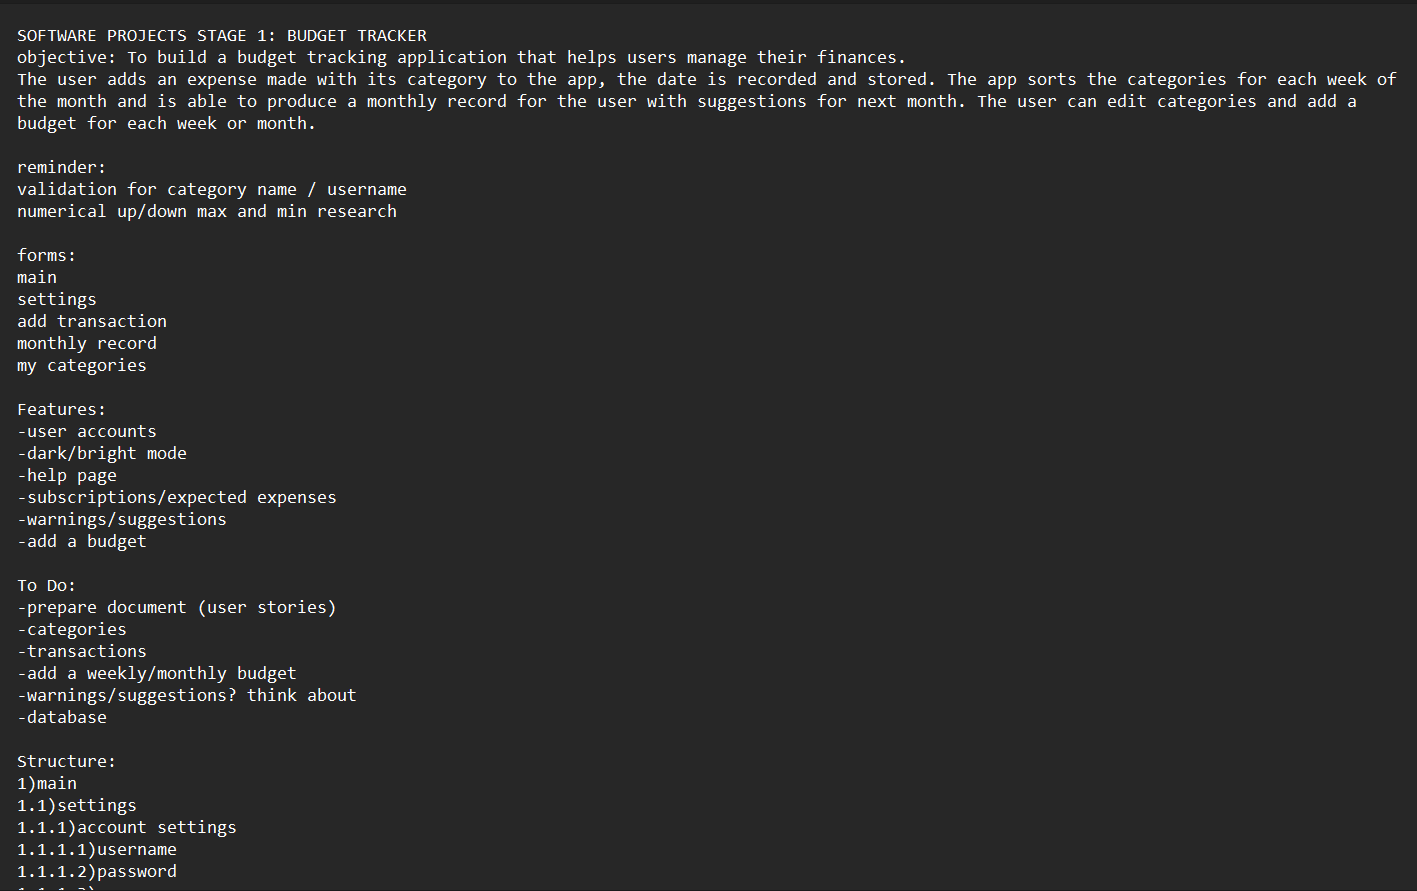 SOFTWARE PROJECTS STAGE 1: BUDGET TRACKER
objective: To build a budget tracking application that helps users manage their finances.
The user adds an expense made with its category to the app, the date is recorded and stored. The app sorts the categories for each week of
the month and is able to produce a monthly record for the user with suggestions for next month. The user can edit categories and add a
budget for each week or month.
reminder:
validation for category name / username
numerical up/down max and min research
forms:
main
settings
add transaction
monthly record
my categories
Features:
-user accounts
-dark/bright mode
-help page
-subscriptions/expected expenses
-warnings/suggestions
-add a budget
To Do:
-prepare document (user stories)
-categories
-transactions
-add a weekly/monthly budget
-warnings/suggestions? think about
-database
Structure:
1)main
1.1)settings
1.1.1)account settings
1.1.1.1)username
1.1.1.2)password